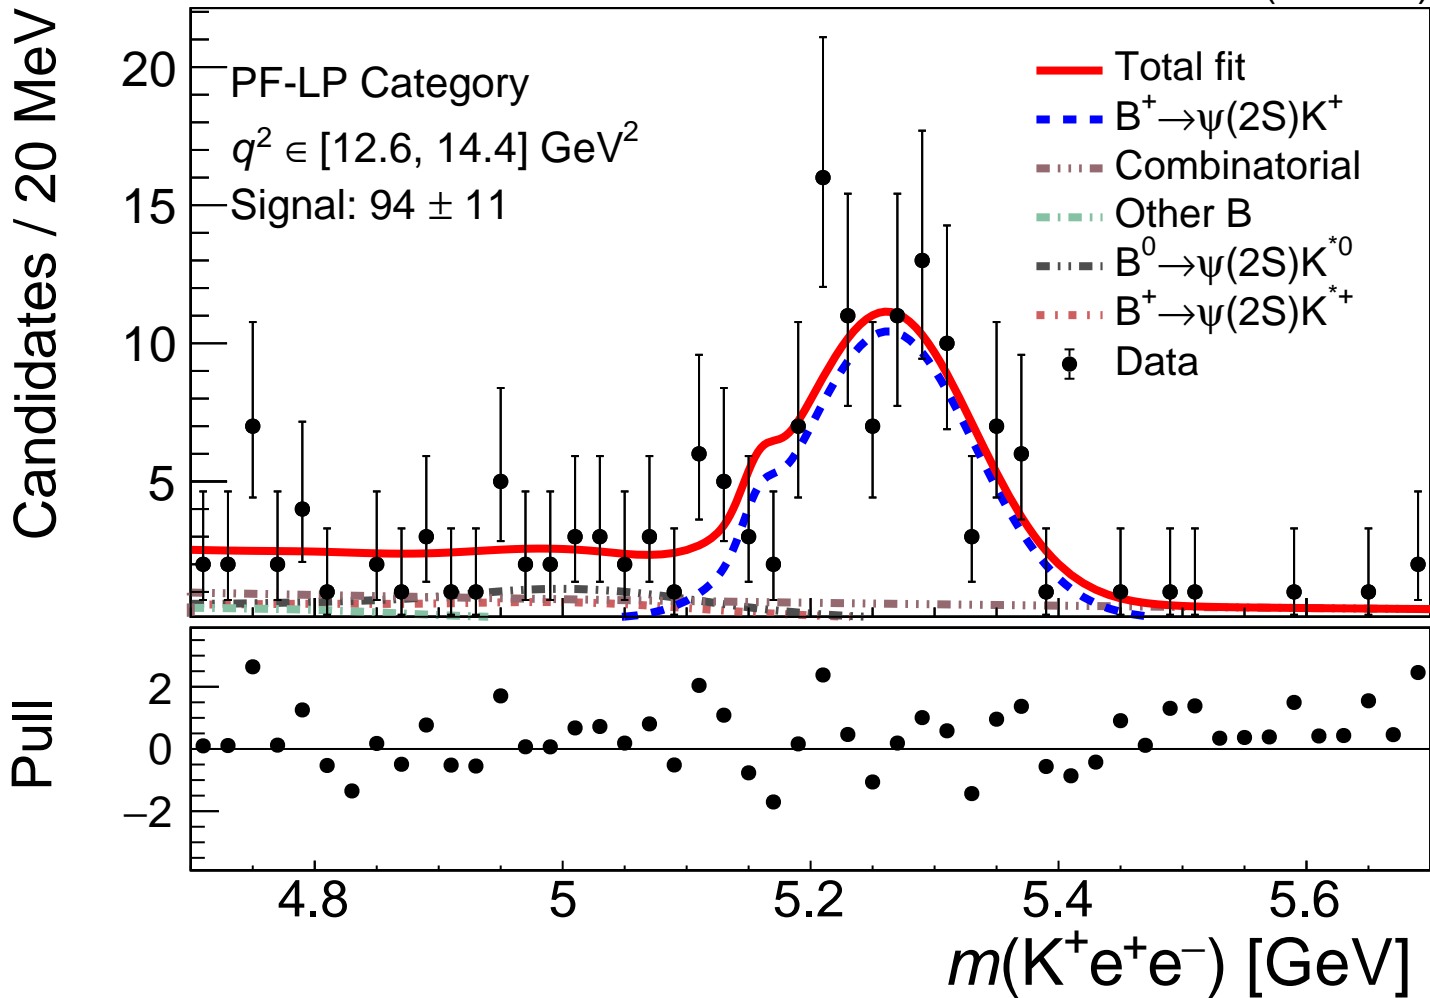 Candidates / 20 MeV
20
15
10
5
PF-LP Category
q² ∈ [12.6, 14.4] GeV²
Signal: 94 ± 11
Total fit
B⁺→ψ(2S)K⁺
Combinatorial
Other B
B⁰→ψ(2S)K*⁰
B⁺→ψ(2S)K*⁺
Data
Pull
2
0
−2
4.8 5 5.2 5.4 5.6
m(K⁺e⁺e⁻) [GeV]